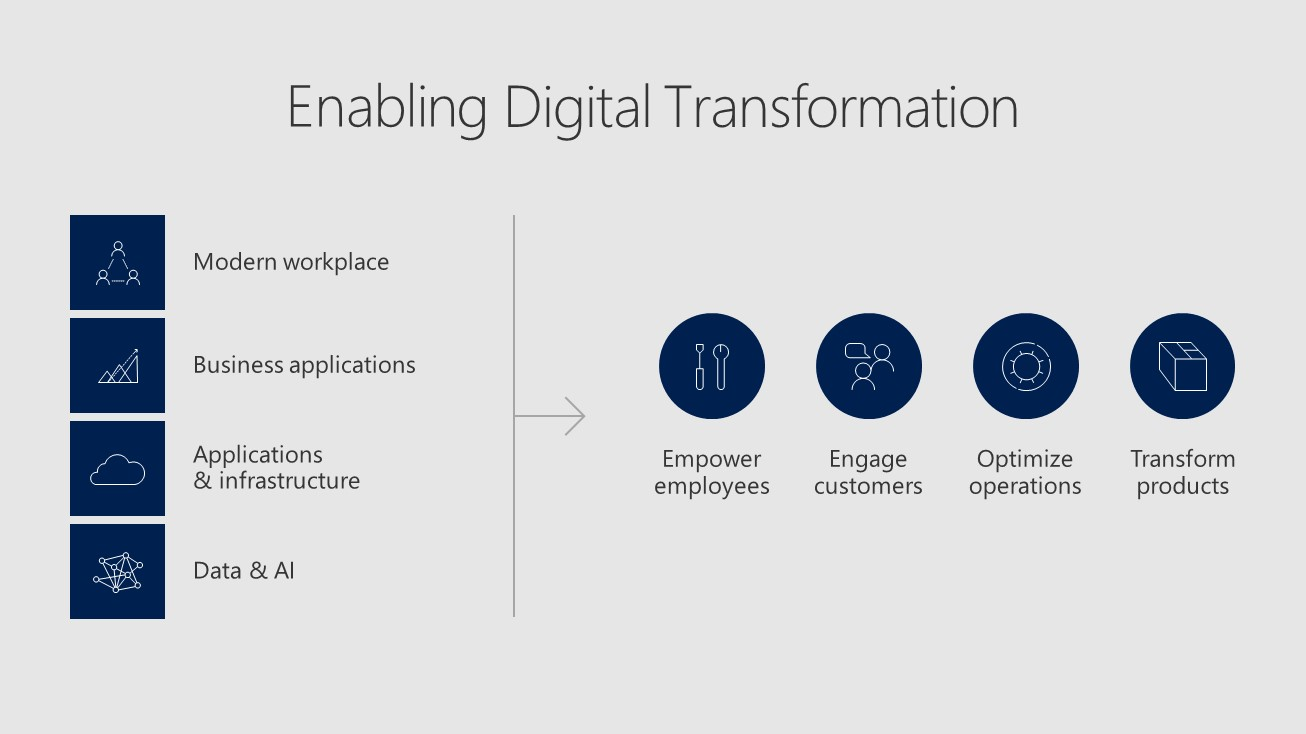 Enabling Digital Transformation
Modern workplace
Business applications
Applications
& infrastructure
Data & AI
Empower
employees
Engage
customers
Optimize
operations
Transform
products